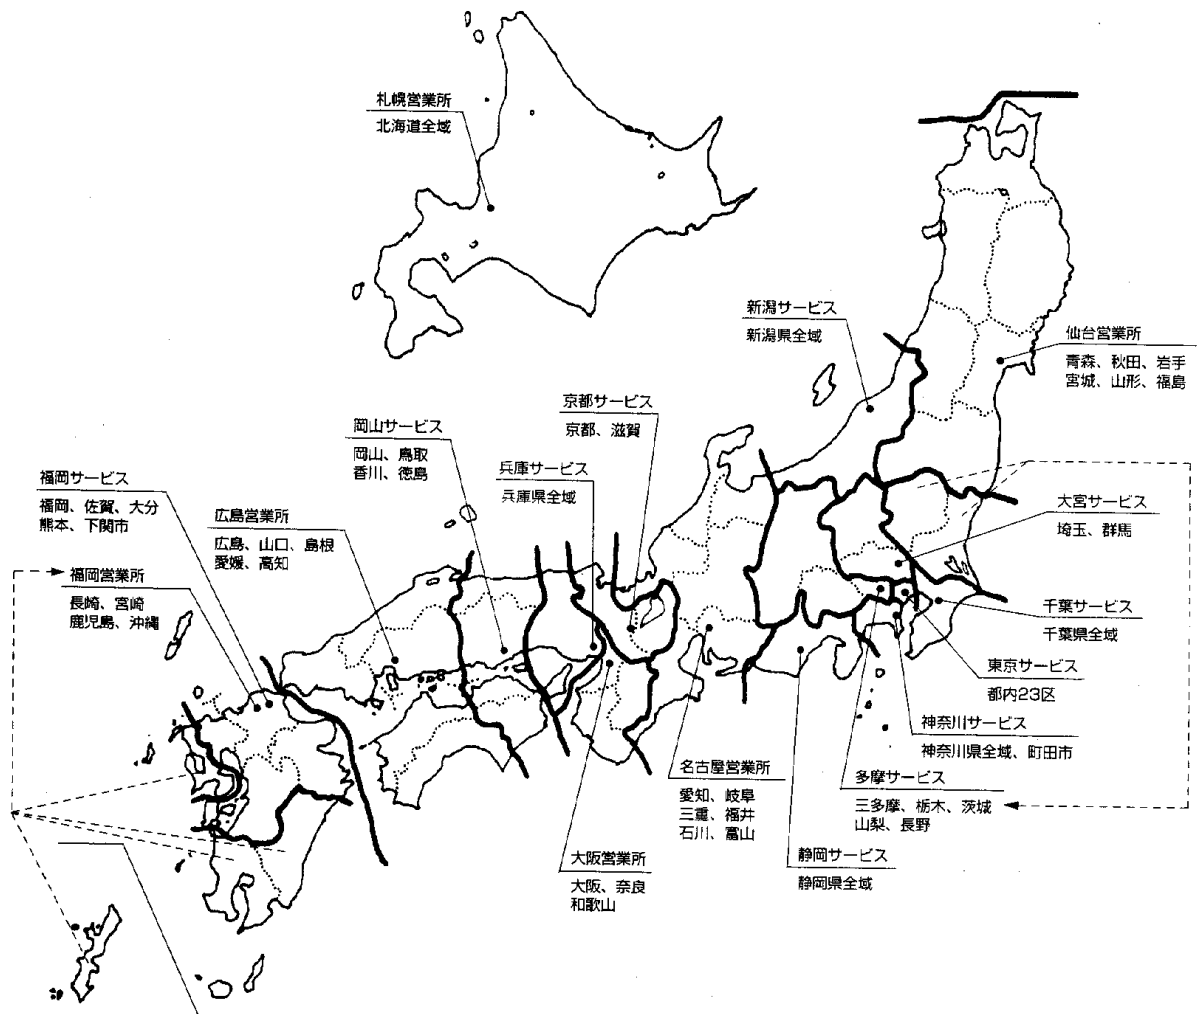 札幌営業所
北海道全域
新潟サービス
新潟県全域
仙台営業所
青森、秋田、岩手
宮城、山形、福島
京都サービス
京都、滋賀
岡山サービス
岡山、鳥取
香川、徳島
兵庫サービス
兵庫県全域
福岡サービス
福岡、佐賀、大分
熊本、下関市
広島営業所
広島、山口、島根
愛媛、高知
大宮サービス
埼玉、群馬
福岡営業所
長崎、宮崎
鹿児島、沖縄
千葉サービス
千葉県全域
東京サービス
都内23区
神奈川サービス
神奈川県全域、町田市
名古屋営業所
愛知、岐阜
三重、福井
石川、富山
多摩サービス
三多摩、栃木、茨城
山梨、長野
大阪営業所
大阪、奈良
和歌山
静岡サービス
静岡県全域